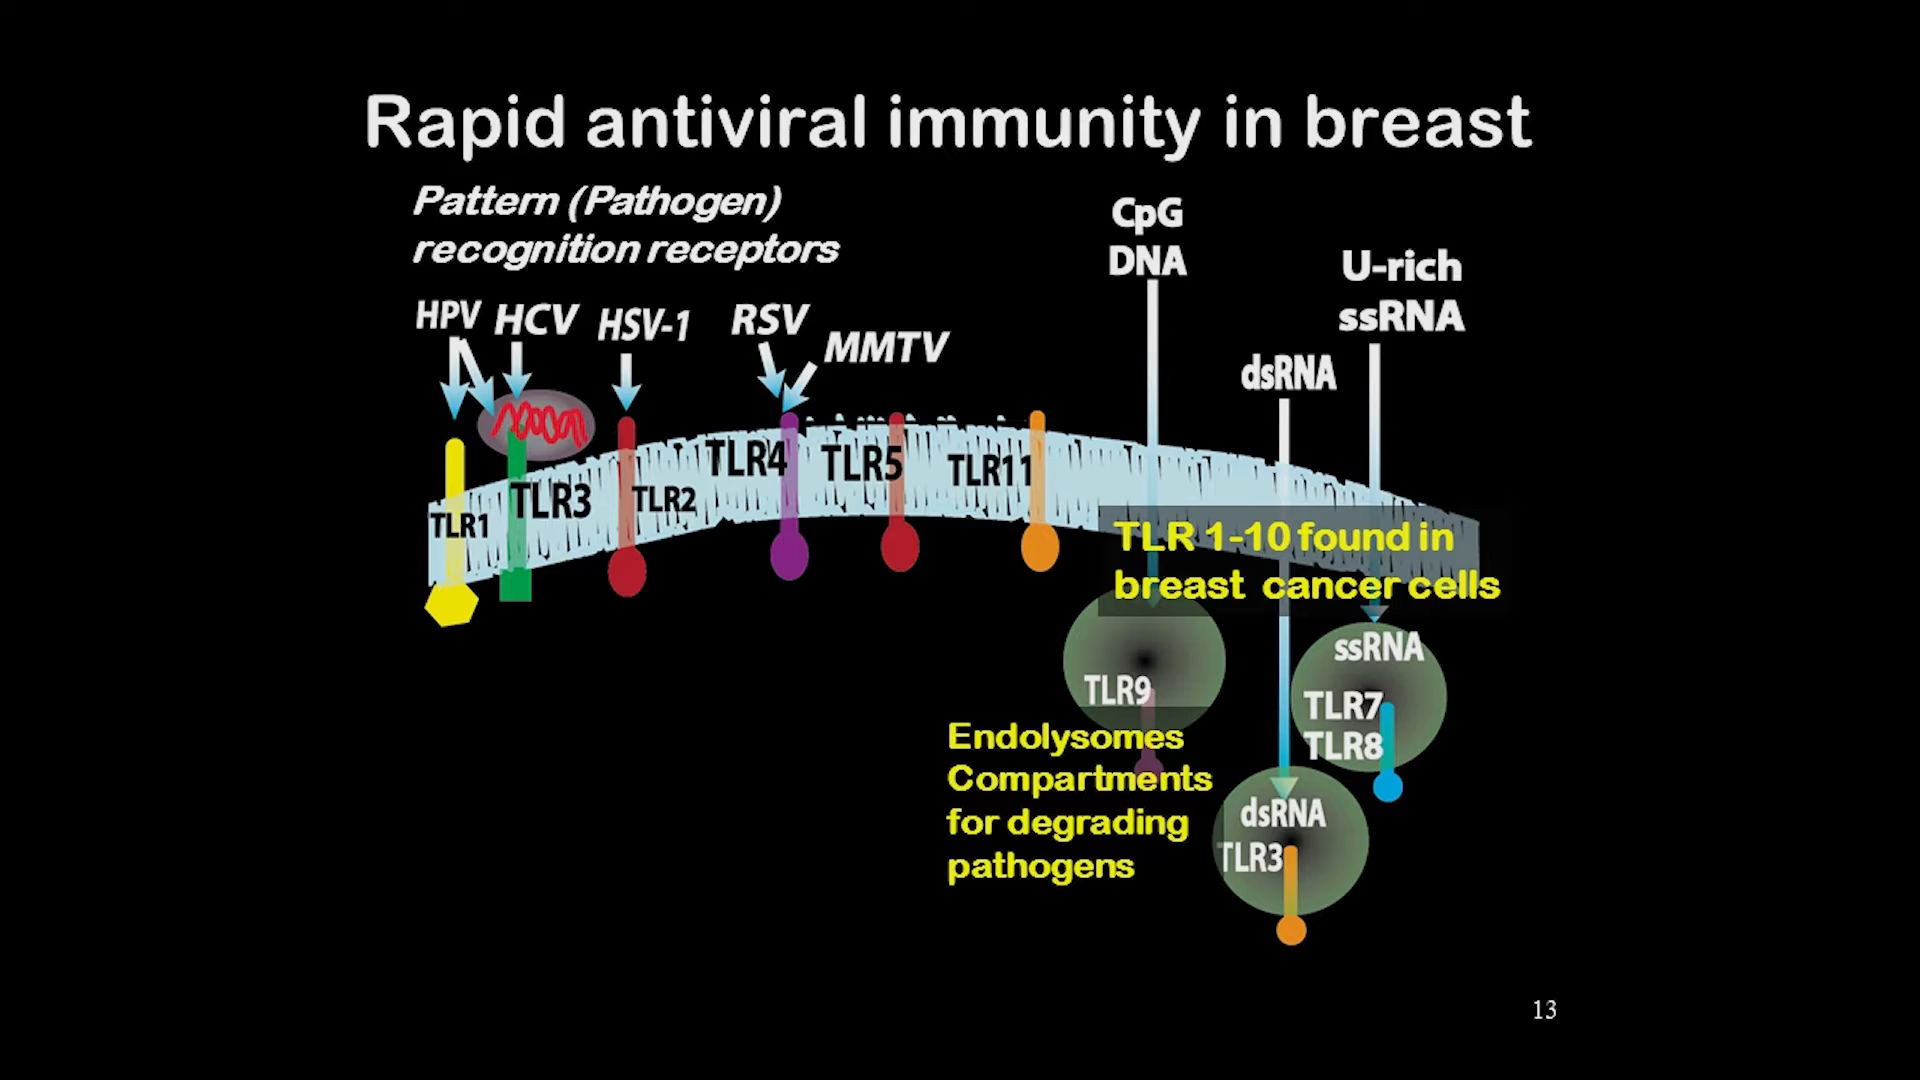 Rapid antiviral immunity in breast
Pattern (Pathogen)
recognition receptors
HPV
HCV
HSV-1
RSV
MMTV
CpG
DNA
dsRNA
U-rich
ssRNA
TLR1
TLR3
TLR2
TLR4
TLR5
TLR11
TLR 1-10 found in
breast cancer cells
TLR9
ssRNA
TLR7
TLR8
Endolysomes
Compartments
for degrading
pathogens
dsRNA
TLR3
13